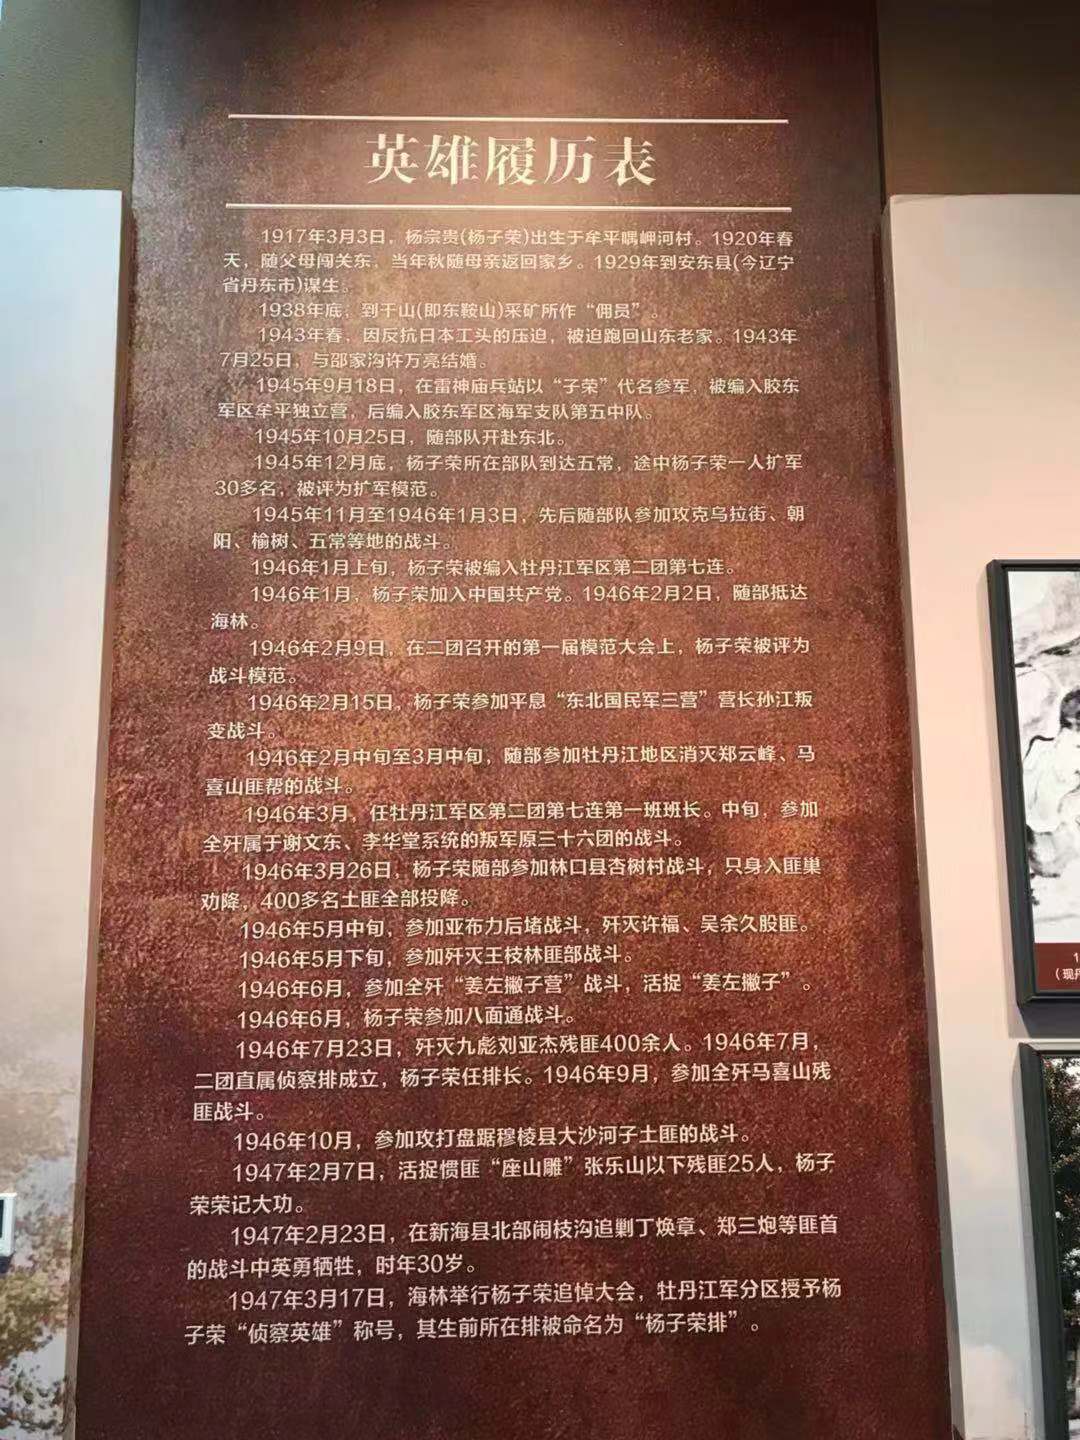 英雄履历表
1917年3月3日，杨宗贵(杨子荣)出生于牟平嵎岬河村。1920年春
天，随父母闯关东，当年秋随母亲返回家乡。1929年到安东县(今辽宁
省丹东市)谋生。
1938年底，到千山(即东鞍山)采矿所作“佣员”。
1943年春，因反抗日本工头的压迫，被迫跑回山东老家。1943年
7月25日，与邵家沟许万亮结婚。
1945年9月18日，在雷神庙兵站以“子荣”代名参军，被编入胶东
军区牟平独立营，后编入胶东军区海军支队第五中队。
1945年10月25日，随部队开赴东北。
1945年12月底，杨子荣所在部队到达五常，途中杨子荣一人扩军
30多名，被评为扩军模范。
1945年11月至1946年1月3日，先后随部队参加攻克乌拉街、朝
阳、榆树、五常等地的战斗。
1946年1月上旬，杨子荣被编入牡丹江军区第二团第七连。
1946年1月，杨子荣加入中国共产党。1946年2月2日，随部抵达
海林。
1946年2月9日，在二团召开的第一届模范大会上，杨子荣被评为
战斗模范。
1946年2月15日，杨子荣参加平息“东北国民军三营”营长孙江叛
变战斗。
1946年2月中旬至3月中旬，随部参加牡丹江地区消灭郑云峰、马
喜山匪帮的战斗。
1946年3月，任牡丹江军区第二团第七连第一班班长。中旬，参加
全歼属于谢文东、李华堂系统的叛军原三十六团的战斗。
1946年3月26日，杨子荣随部参加林口县杏树村战斗，只身入匪巢
劝降，400多名土匪全部投降。
1946年5月中旬，参加亚布力后堵战斗，歼灭许福、吴余久股匪。
1946年5月下旬，参加歼灭王枝林匪部战斗。
1946年6月，参加全歼“姜左撇子营”战斗，活捉“姜左撇子”。
1946年6月，杨子荣参加八面通战斗。
1946年7月23日，歼灭九彪刘亚杰残匪400余人。1946年7月，
二团直属侦察排成立，杨子荣任排长。1946年9月，参加全歼马喜山残
匪战斗。
1946年10月，参加攻打盘踞穆棱县大沙河子土匪的战斗。
1947年2月7日，活捉惯匪“座山雕”张乐山以下残匪25人，杨子
荣荣记大功。
1947年2月23日，在新海县北部闹枝沟追剿丁焕章、郑三炮等匪首
的战斗中英勇牺牲，时年30岁。
1947年3月17日，海林举行杨子荣追悼大会，牡丹江军分区授予杨
子荣“侦察英雄”称号，其生前所在排被命名为“杨子荣排”。
(现丹